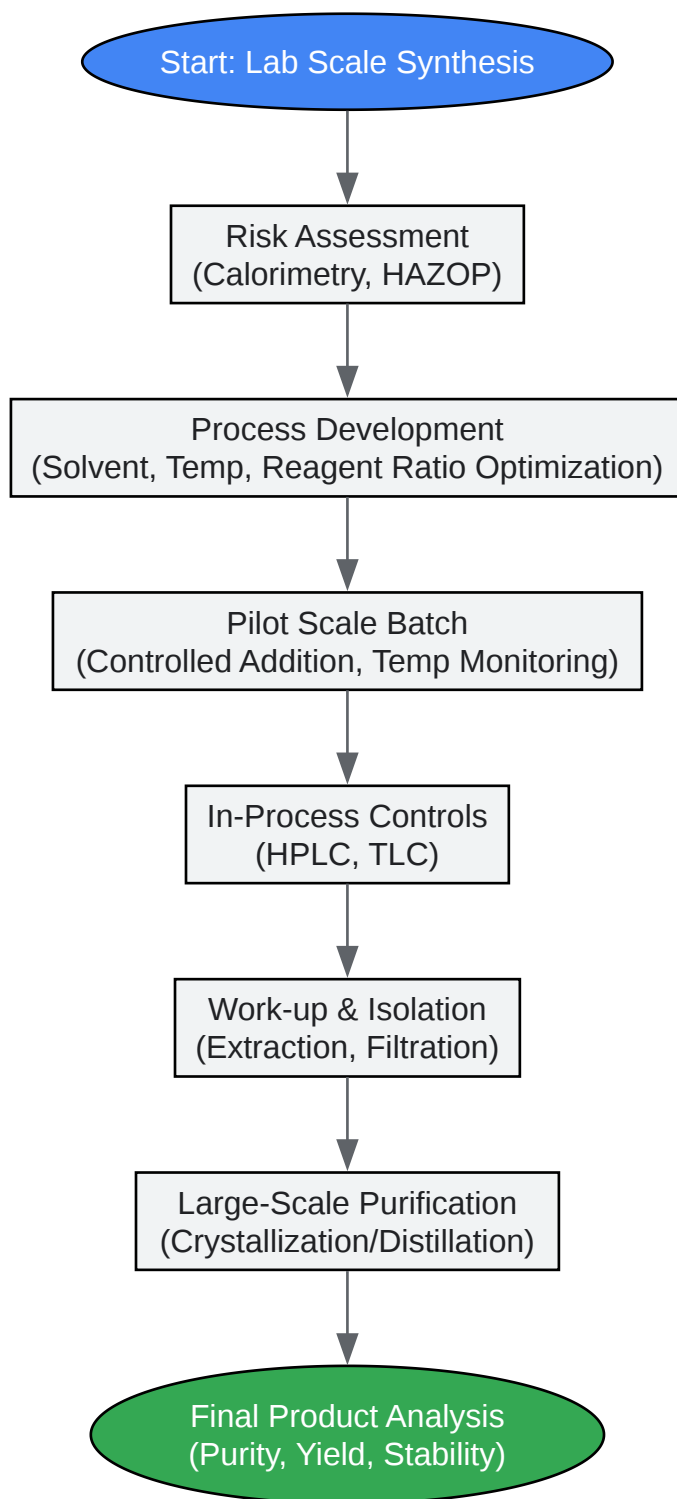 Start: Lab Scale Synthesis
Risk Assessment
(Calorimetry, HAZOP)
Process Development
(Solvent, Temp, Reagent Ratio Optimization)
Pilot Scale Batch
(Controlled Addition, Temp Monitoring)
In-Process Controls
(HPLC, TLC)
Work-up & Isolation
(Extraction, Filtration)
Large-Scale Purification
(Crystallization/Distillation)
Final Product Analysis
(Purity, Yield, Stability)